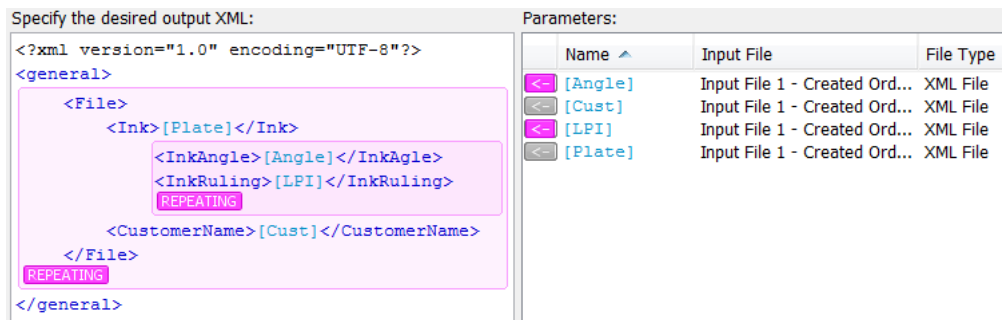 Specify the desired output XML:
<?xml version="1.0" encoding="UTF-8"?>
<general>
<File>
<Ink>[Plate]</Ink>
<InkAngle>[Angle]</InkAgle>
<InkRuling>[LPI]</InkRuling>
REPEATING
<CustomerName>[Cust]</CustomerName>
</File>
REPEATING
</general>
Parameters:
Name Input File File Type
<- [Angle] Input File 1 - Created Ord... XML File
<- [Cust] Input File 1 - Created Ord... XML File
<- [LPI] Input File 1 - Created Ord... XML File
<- [Plate] Input File 1 - Created Ord... XML File